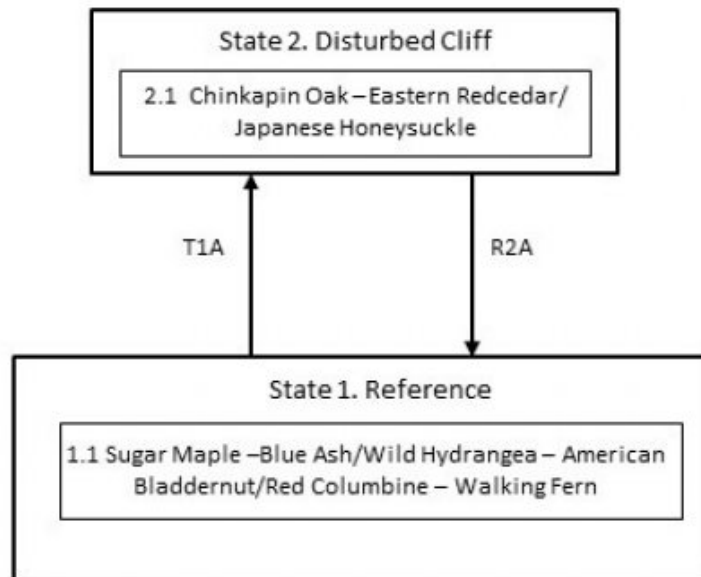 State 2. Disturbed Cliff
2.1 Chinkapin Oak – Eastern Redcedar/
Japanese Honeysuckle
T1A
R2A
State 1. Reference
1.1 Sugar Maple –Blue Ash/Wild Hydrangea – American
Bladdernut/Red Columbine – Walking Fern